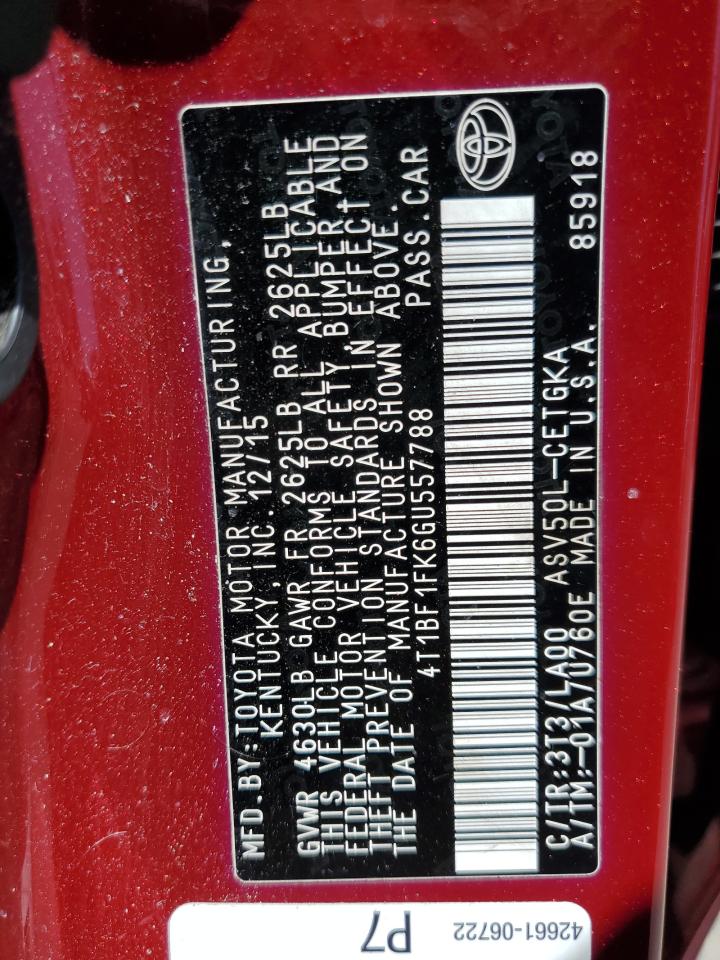 MFD.BY:TOYOTA MOTOR MANUFACTURING,
KENTUCKY,INC.12/15
GVWR 4630LB GAWR FR 2625LB RR 2625LB
THIS VEHICLE CONFORMS TO ALL APPLICABLE
FEDERAL MOTOR VEHICLE SAFETY,BUMPER,AND
THEFT PREVENTION STANDARDS IN EFFECT ON
THE DATE OF MANUFACTURE SHOWN ABOVE.
4T1BF1FK6GU557788 PASS.CAR
C/TR:3T3/LA00 ASV50L-CETGKA
A/TM:-01A/U760E MADE IN U.S.A. 85918
P7
42661-06722